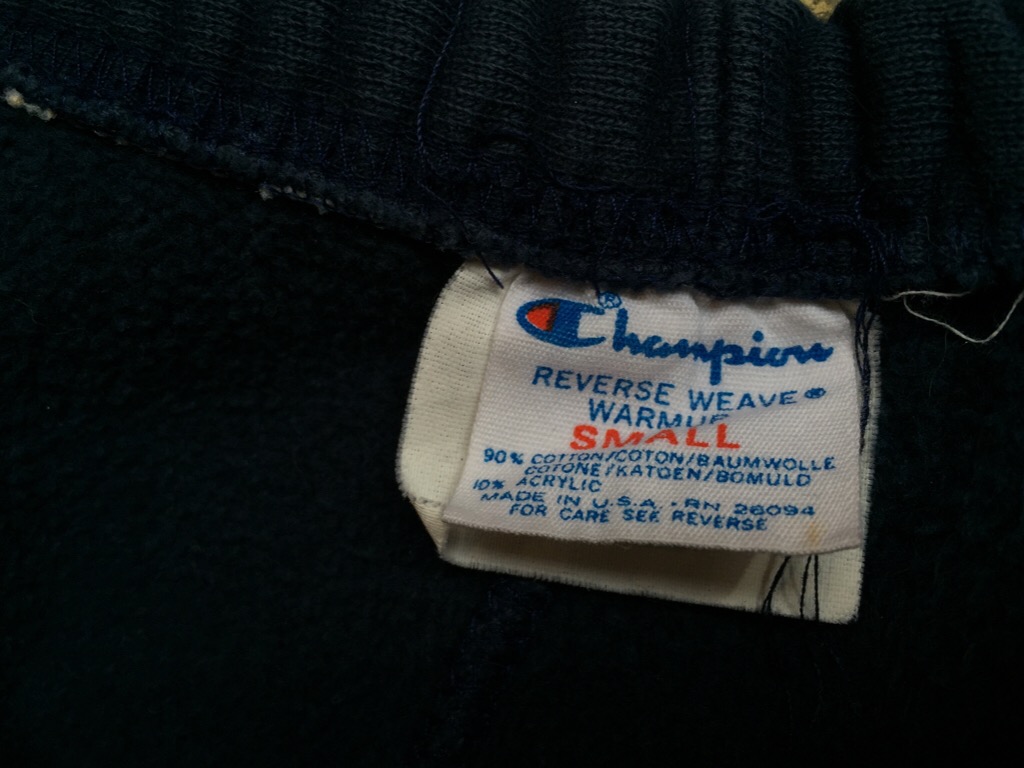 Champion®
REVERSE WEAVE®
WARMUP
SMALL
90% COTTON/COTON/BAUMWOLLE
COTONE/KATOEN/BOMULD
10% ACRYLIC
MADE IN U.S.A. · RN 26094
FOR CARE SEE REVERSE